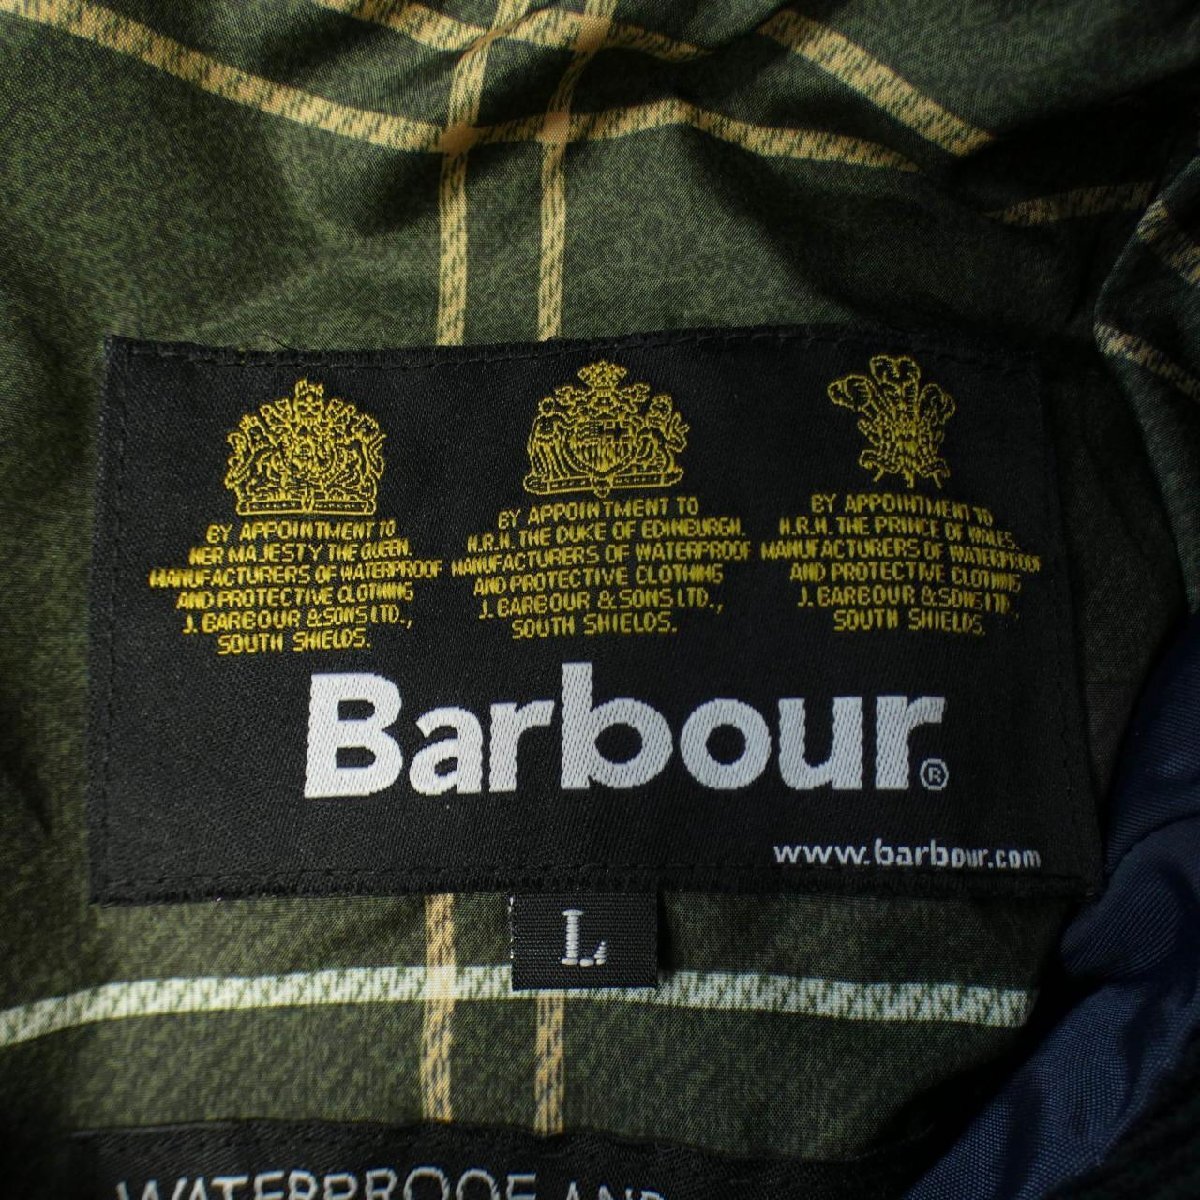 BY APPOINTMENT TO
HER MAJESTY THE QUEEN.
MANUFACTURERS OF WATERPROOF
AND PROTECTIVE CLOTHING
J. BARBOUR & SONS LTD.,
SOUTH SHIELDS.
BY APPOINTMENT TO
H.R.H. THE DUKE OF EDINBURGH.
MANUFACTURERS OF WATERPROOF
AND PROTECTIVE CLOTHING
J. BARBOUR & SONS LTD.,
SOUTH SHIELDS.
BY APPOINTMENT TO
H.R.H. THE PRINCE OF WALES.
MANUFACTURERS OF WATERPROOF
AND PROTECTIVE CLOTHING
J. BARBOUR & SONS LTD.,
SOUTH SHIELDS.
Barbour®
www.barbour.com
L
WATERPROOF AND